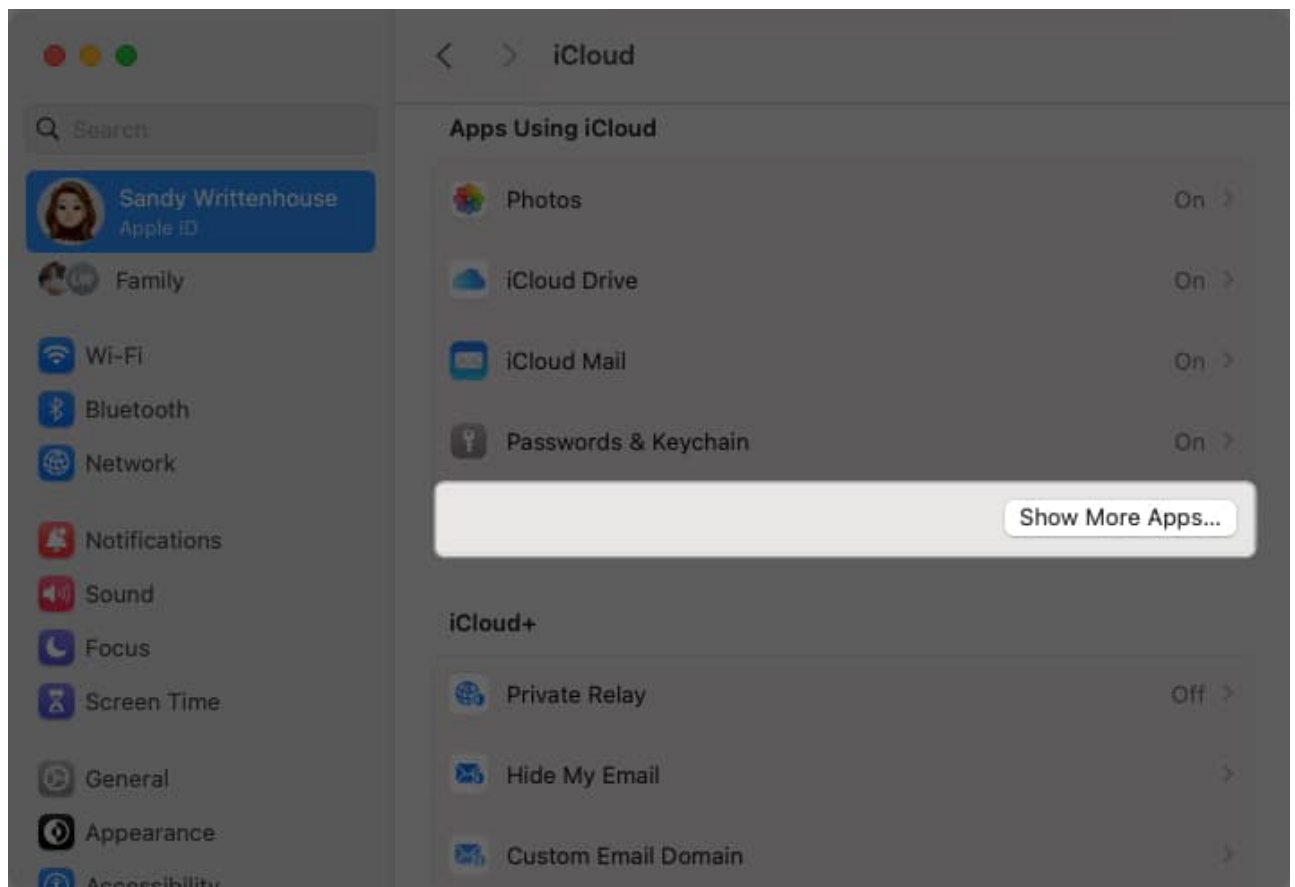 iCloud
Search
Sandy Writtenhouse
Apple ID
Family
Wi-Fi
Bluetooth
Network
Notifications
Sound
Focus
Screen Time
General
Appearance
Accessibility
Apps Using iCloud
Photos On
iCloud Drive On
iCloud Mail On
Passwords & Keychain On
Show More Apps...
iCloud+
Private Relay Off
Hide My Email
Custom Email Domain